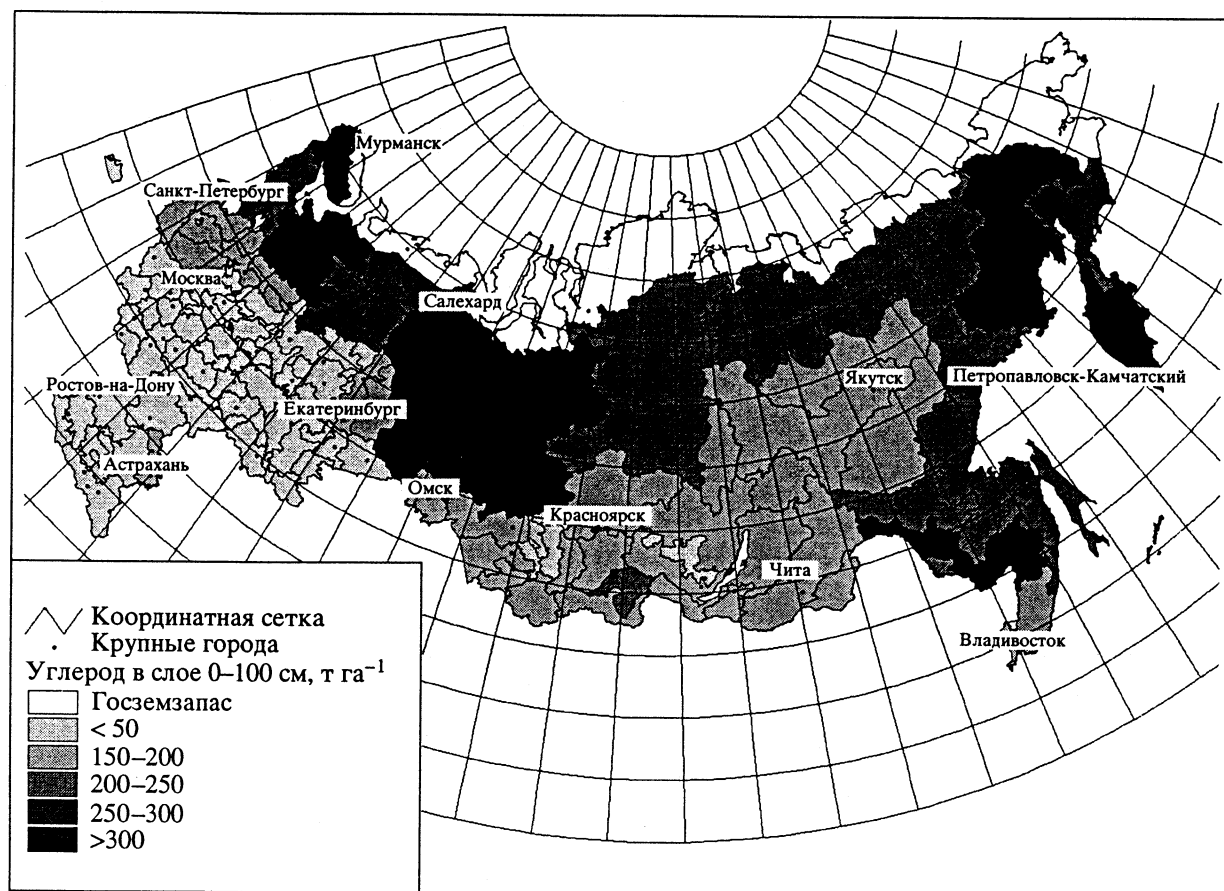 Мурманск
Санкт-Петербург
Москва
Салехард
Ростов-на-Дону
Якутск
Петропавловск-Камчатский
Екатеринбург
Астрахань
Омск
Красноярск
Чита
Владивосток
Координатная сетка
Крупные города
Углерод в слое 0–100 см, т га⁻¹
Госземзапас
< 50
150–200
200–250
250–300
>300